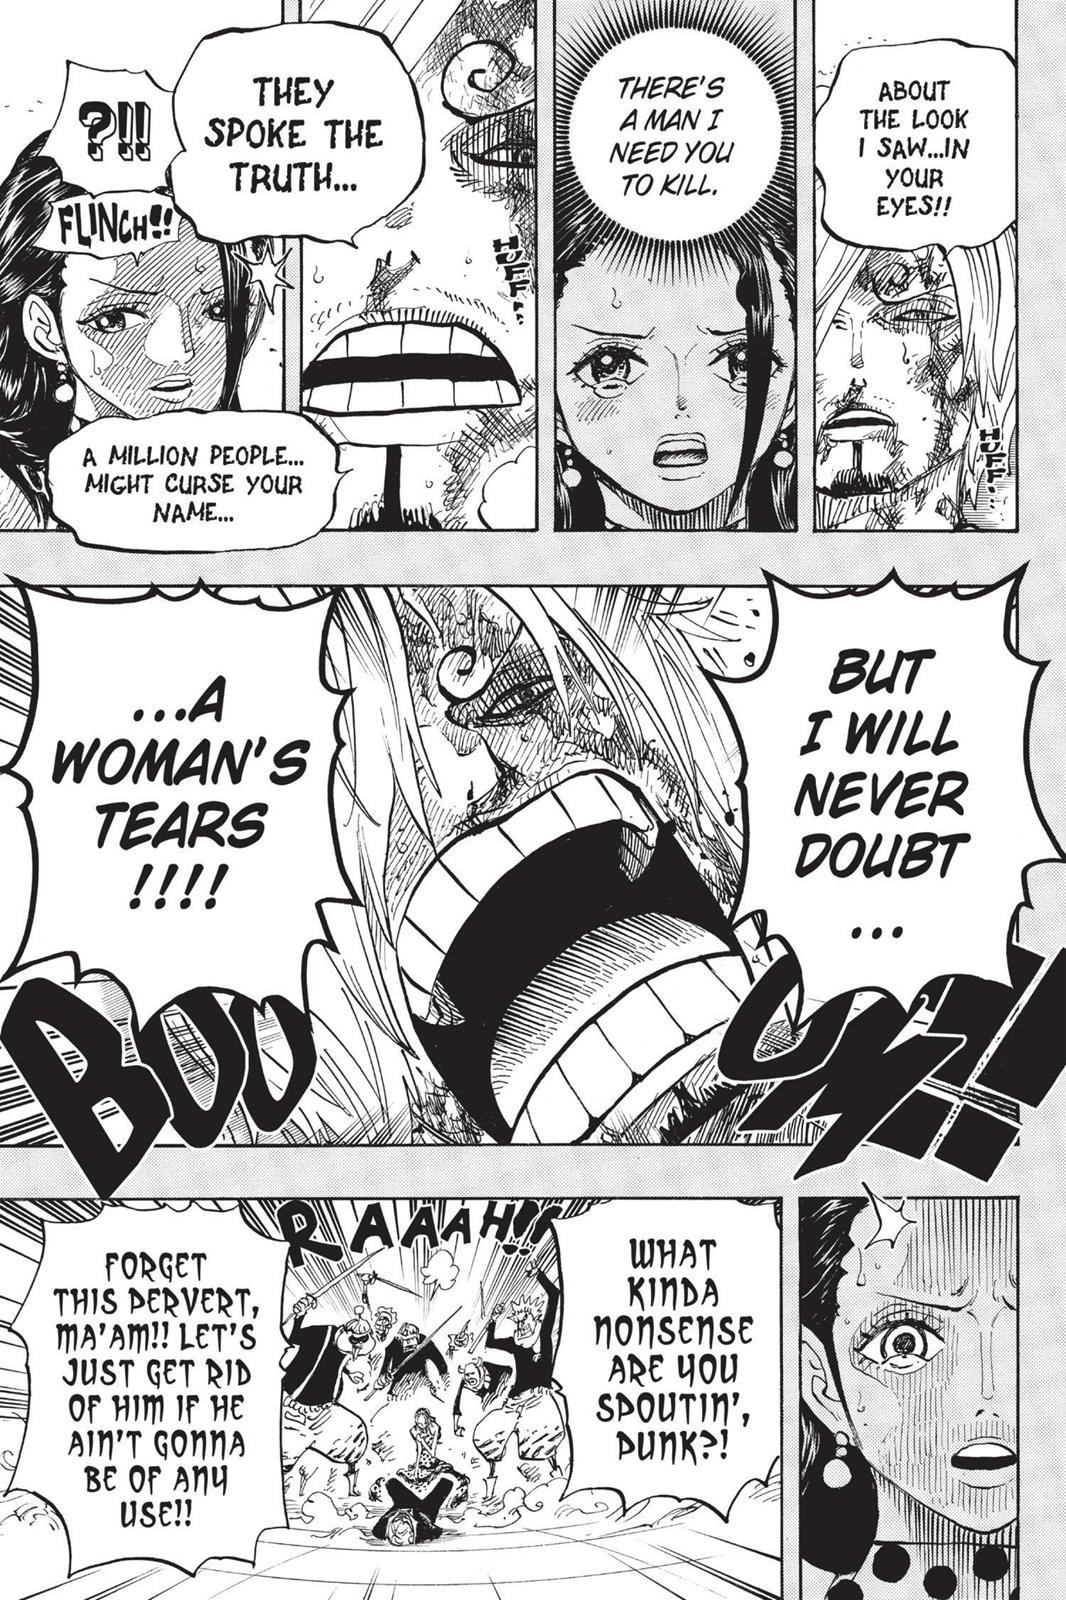 ABOUT
THE LOOK
I SAW...IN
YOUR
EYES!!
HUFF...
THERE'S
A MAN I
NEED YOU
TO KILL.
THEY
SPOKE THE
TRUTH...
HUFF...
?!!
FLINCH!!
A MILLION PEOPLE...
MIGHT CURSE YOUR
NAME...
BUT
I WILL
NEVER
DOUBT
...
...A
WOMAN'S
TEARS
!!!!
BOOOM!!
WHAT
KINDA
NONSENSE
ARE YOU
SPOUTIN',
PUNK?!
RAAAH!!
FORGET
THIS PERVERT,
MA'AM!! LET'S
JUST GET RID
OF HIM IF HE
AIN'T GONNA
BE OF ANY
USE!!